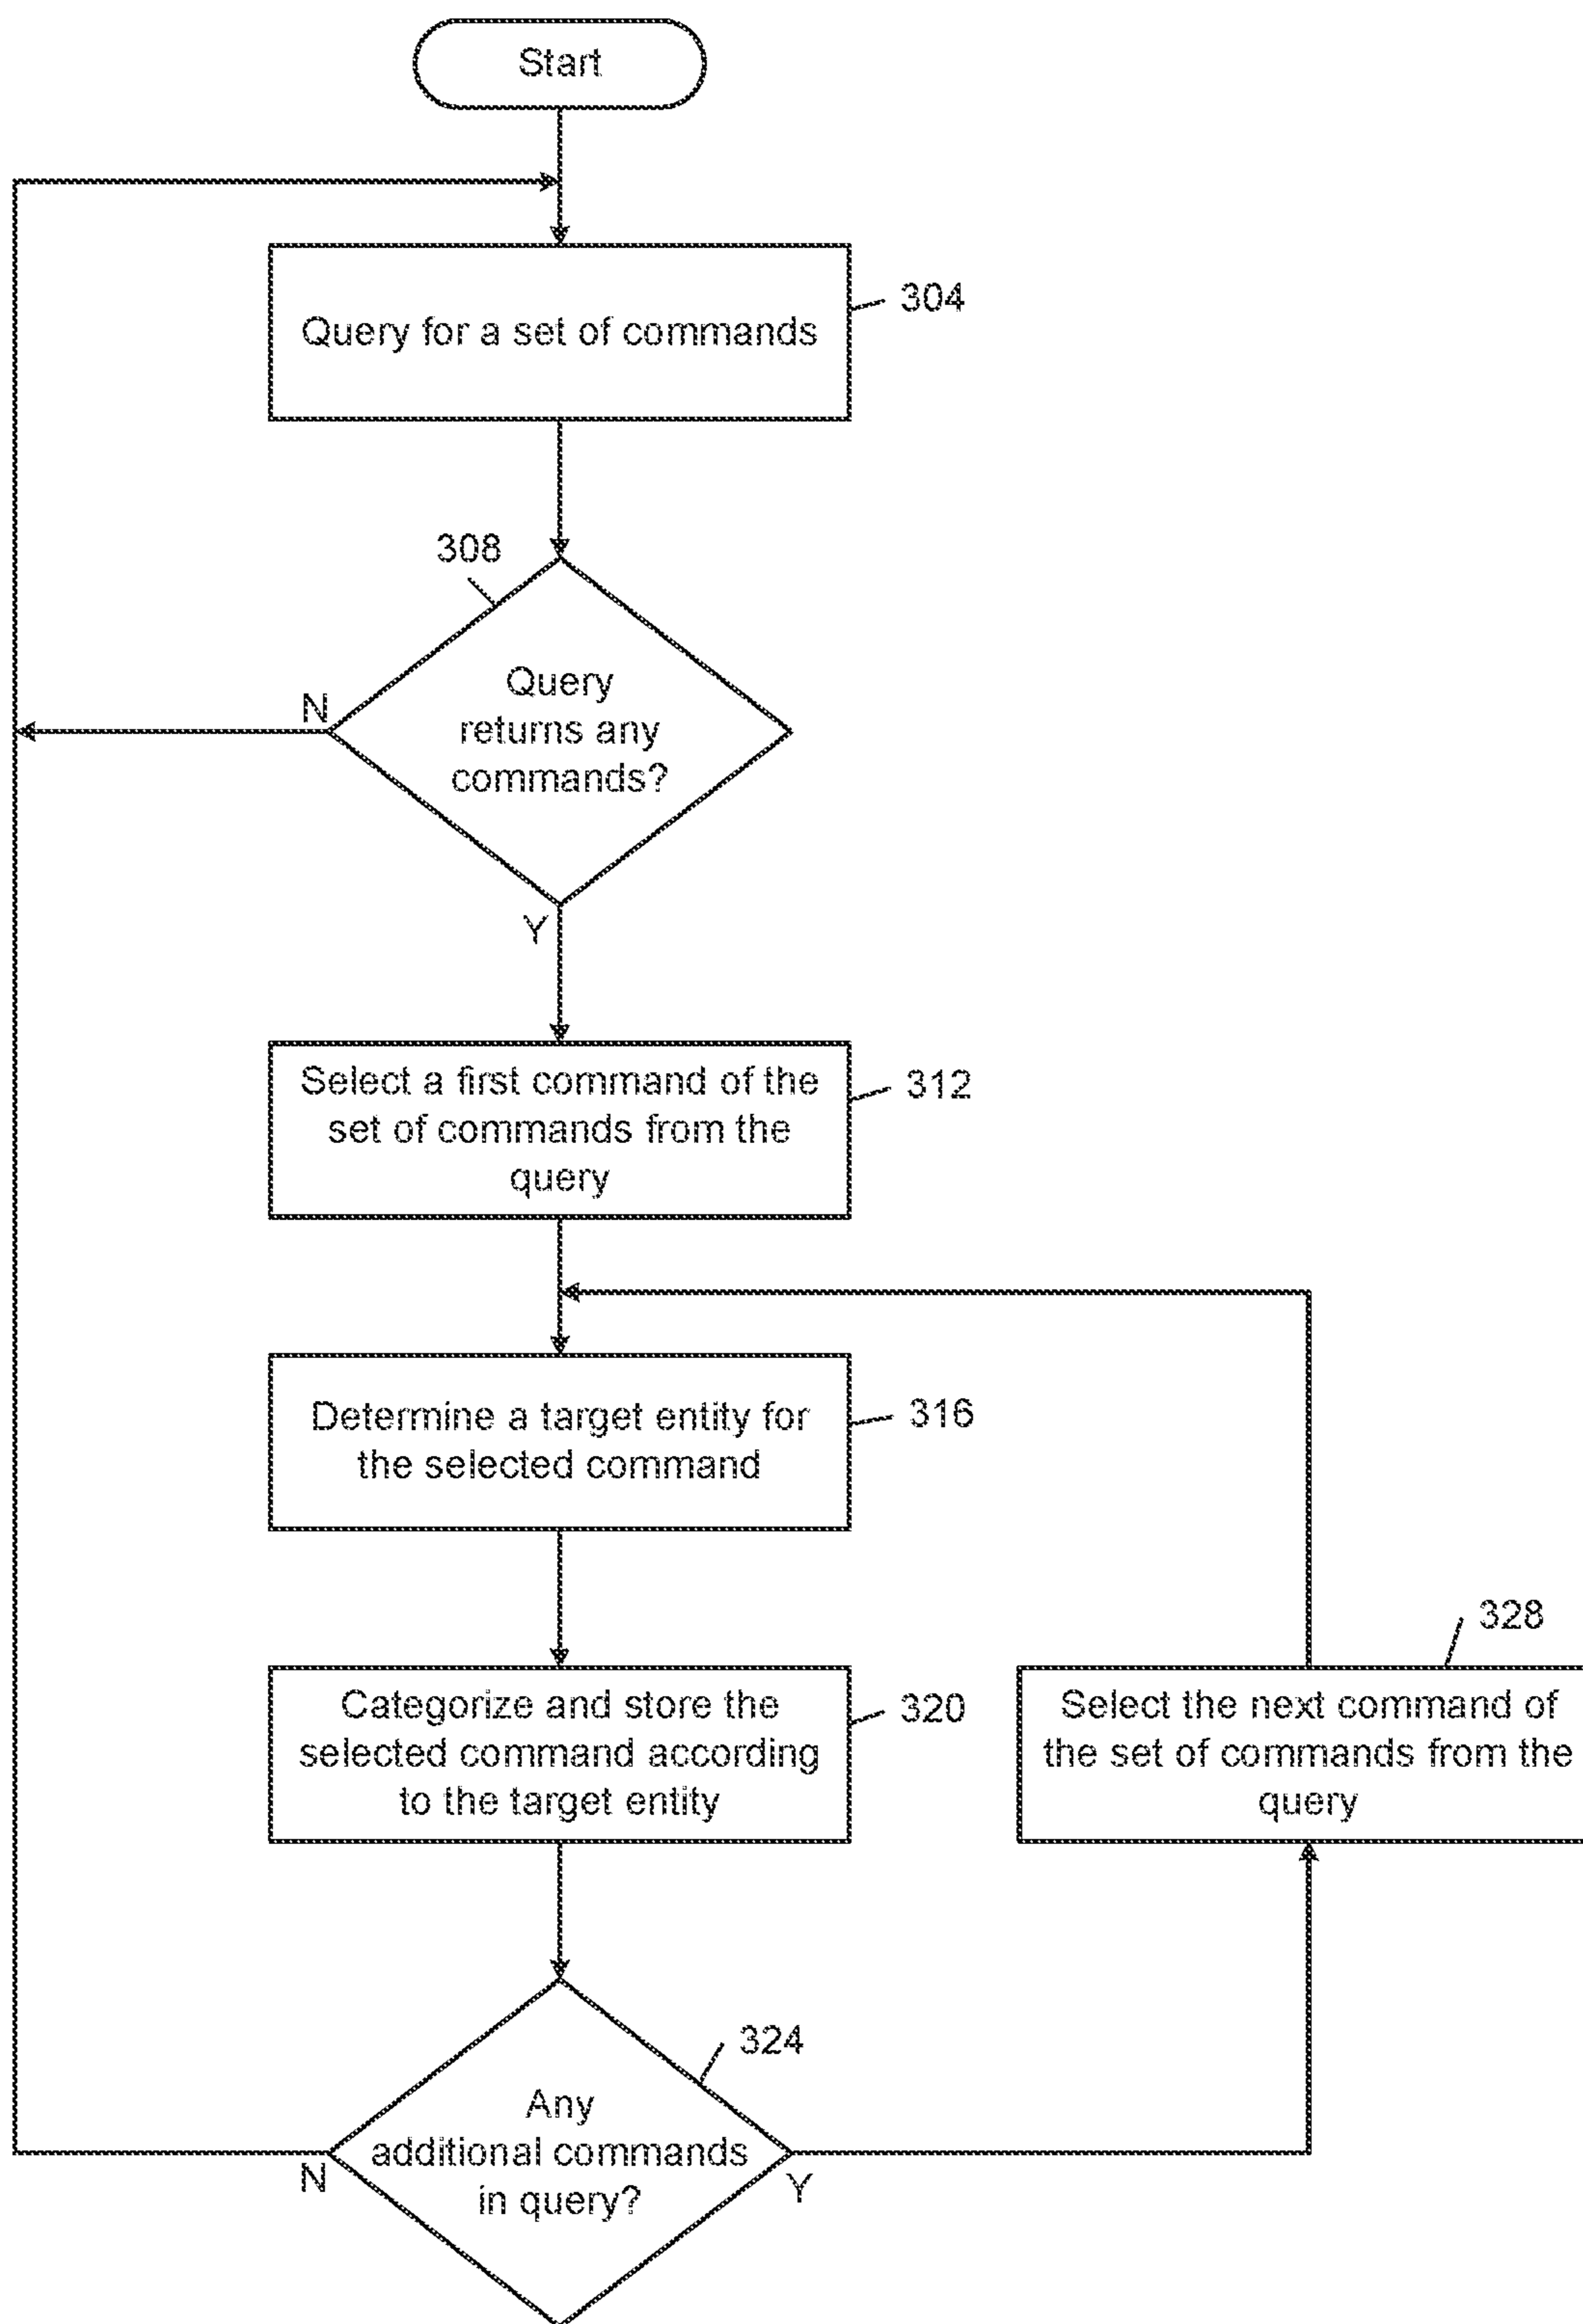 Start
Query for a set of commands
304
308
Query
returns any
commands?
N
Y
Select a first command of the
set of commands from the
query
312
Determine a target entity for
the selected command
316
Categorize and store the
selected command according
to the target entity
320
328
Select the next command of
the set of commands from the
query
324
Any
additional commands
in query?
N
Y